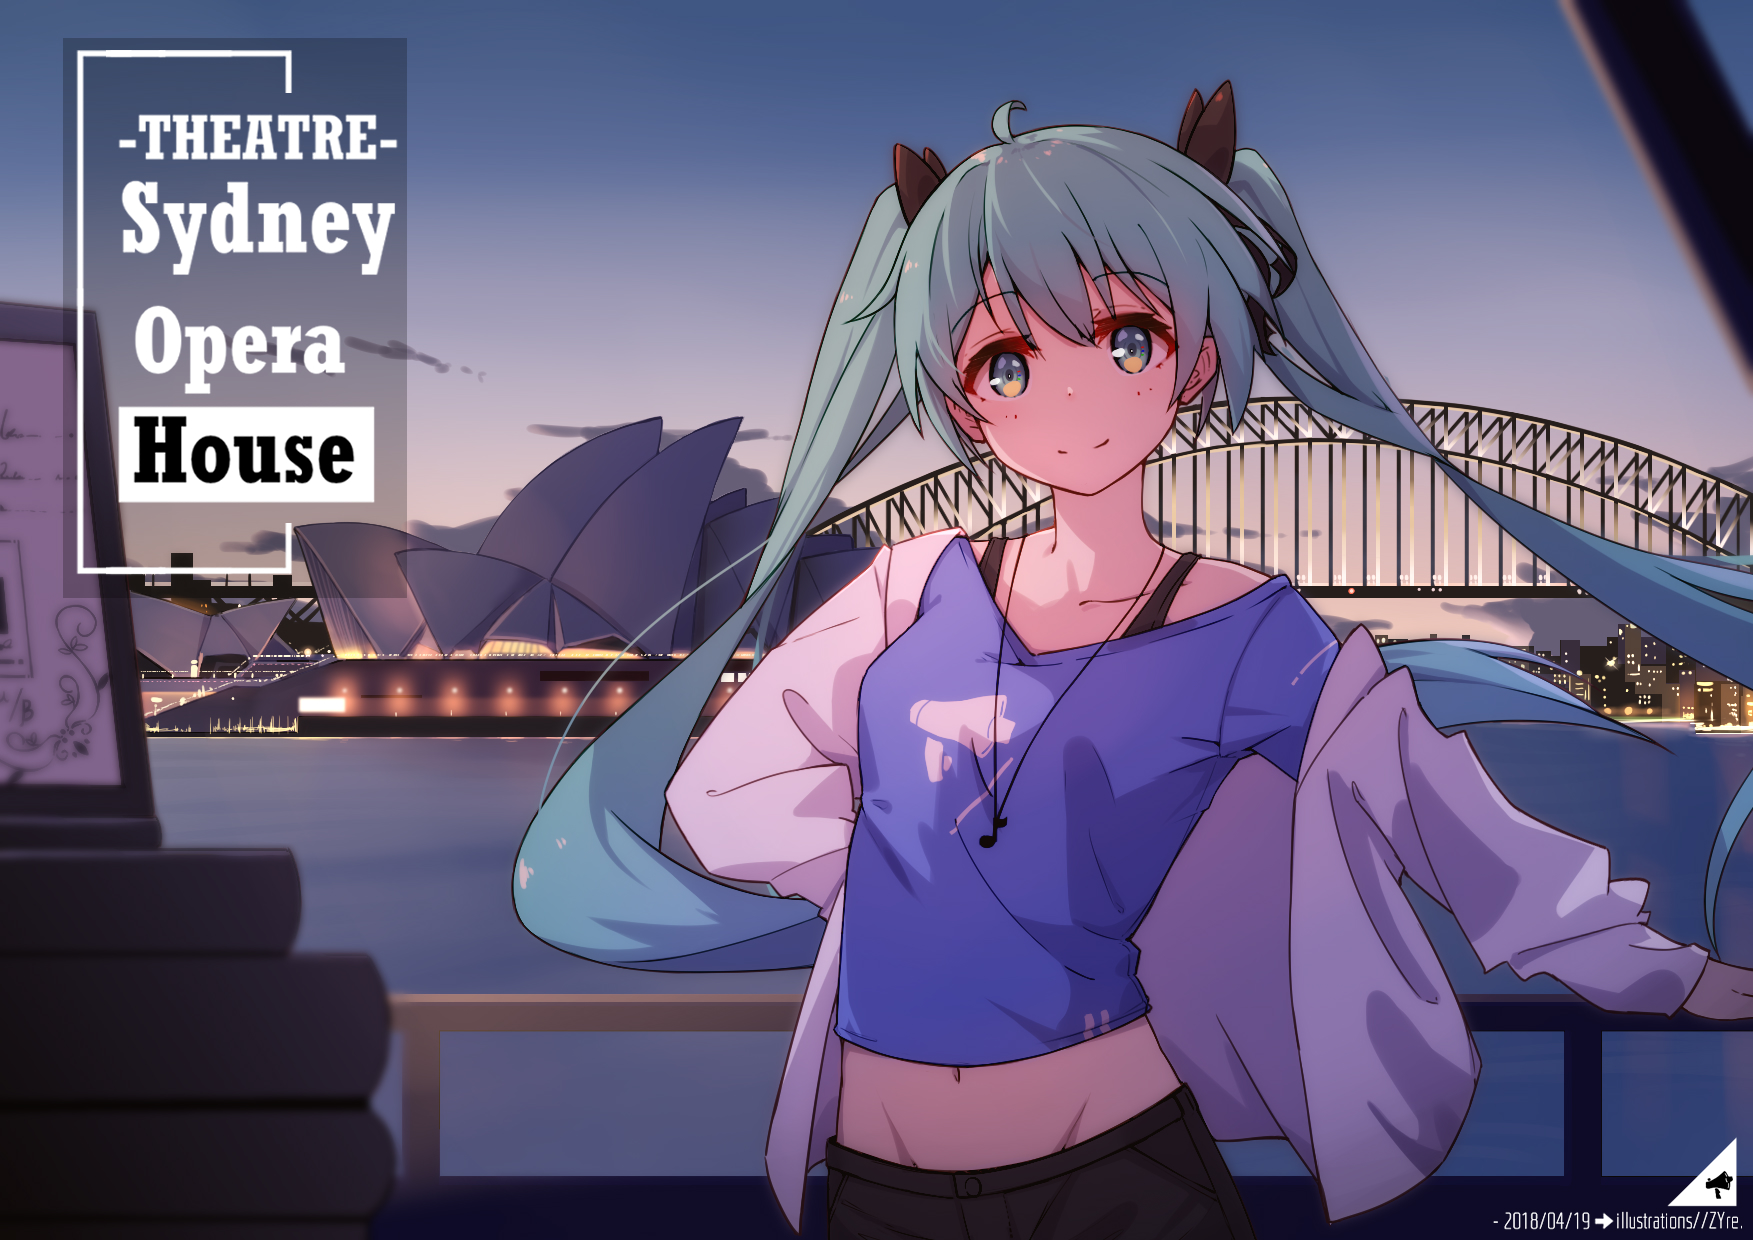 -THEATRE-
Sydney
Opera
House
- 2018/04/19 ➔ illustrations//ZYre.